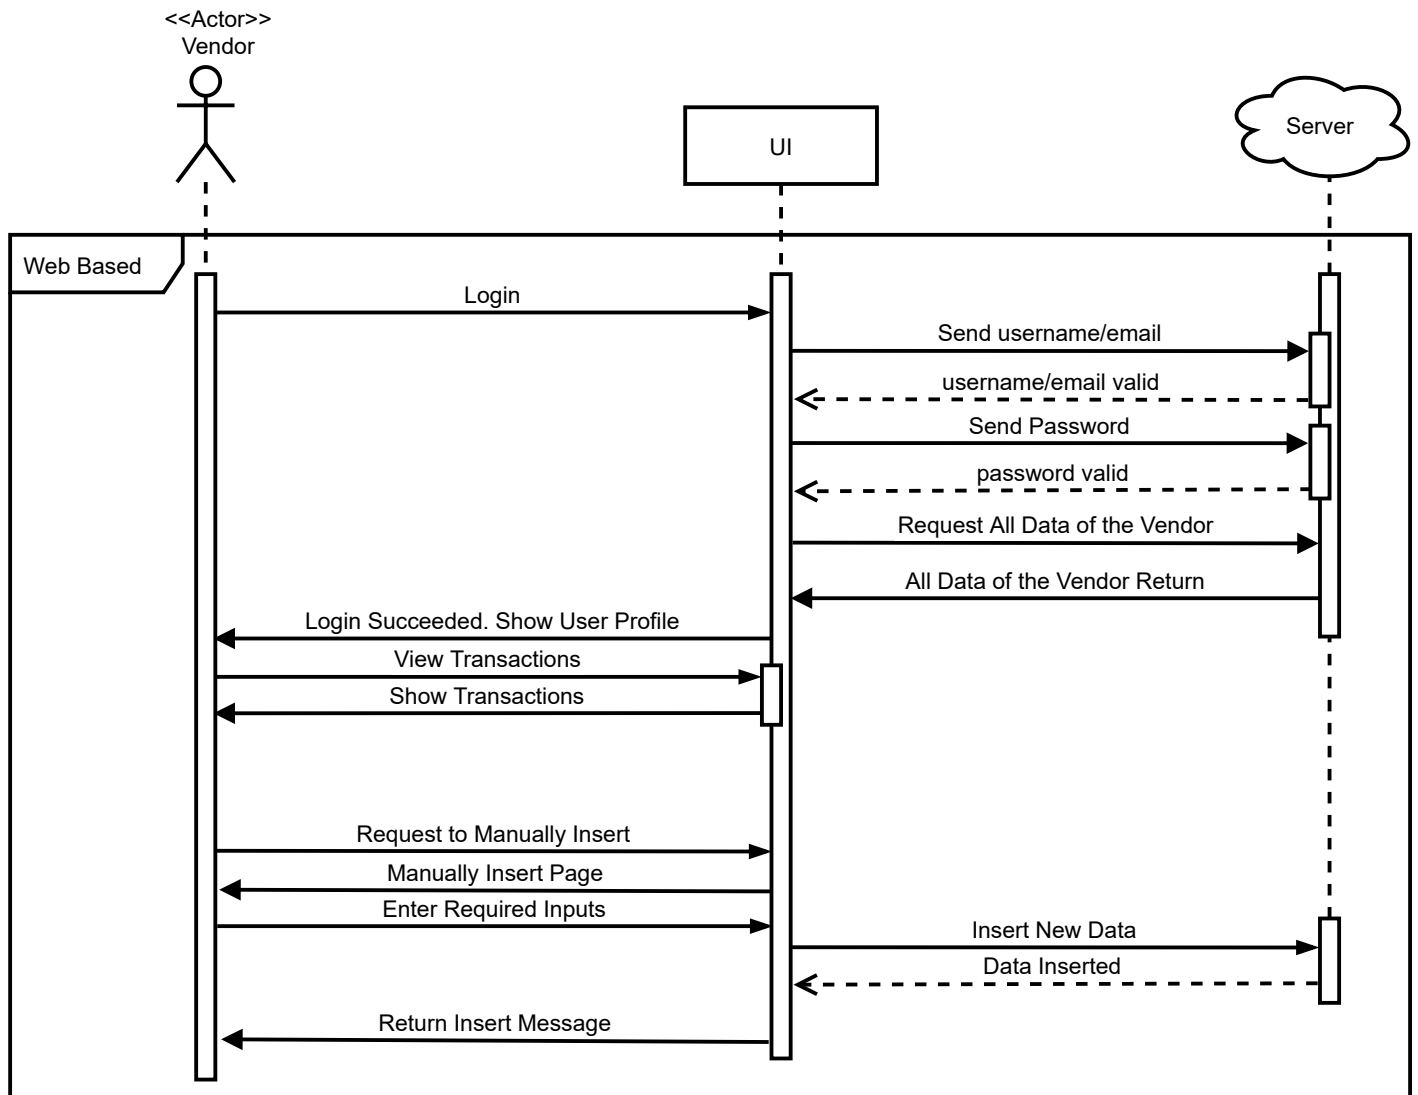 <<Actor>>
Vendor
UI
Server
Web Based
Login
Send username/email
username/email valid
Send Password
password valid
Request All Data of the Vendor
All Data of the Vendor Return
Login Succeeded. Show User Profile
View Transactions
Show Transactions
Request to Manually Insert
Manually Insert Page
Enter Required Inputs
Insert New Data
Data Inserted
Return Insert Message